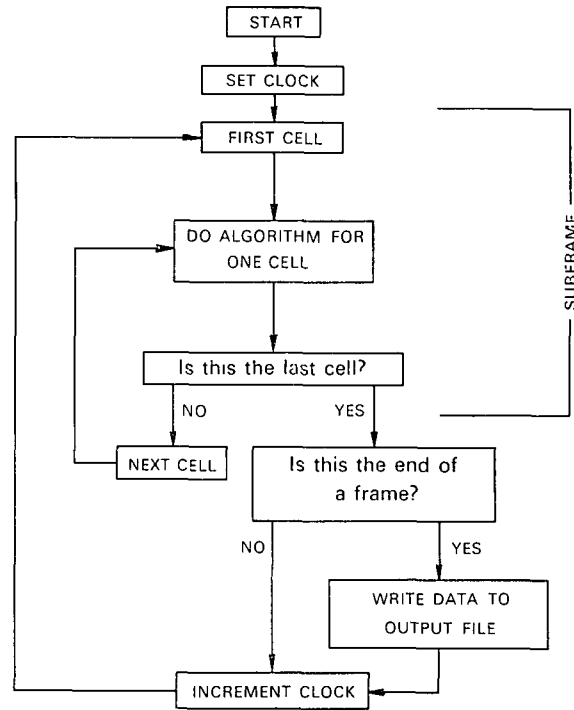 START
SET CLOCK
FIRST CELL
DO ALGORITHM FOR
ONE CELL
SUBFRAME
Is this the last cell?
NO
YES
NEXT CELL
Is this the end of
a frame?
NO
YES
WRITE DATA TO
OUTPUT FILE
INCREMENT CLOCK